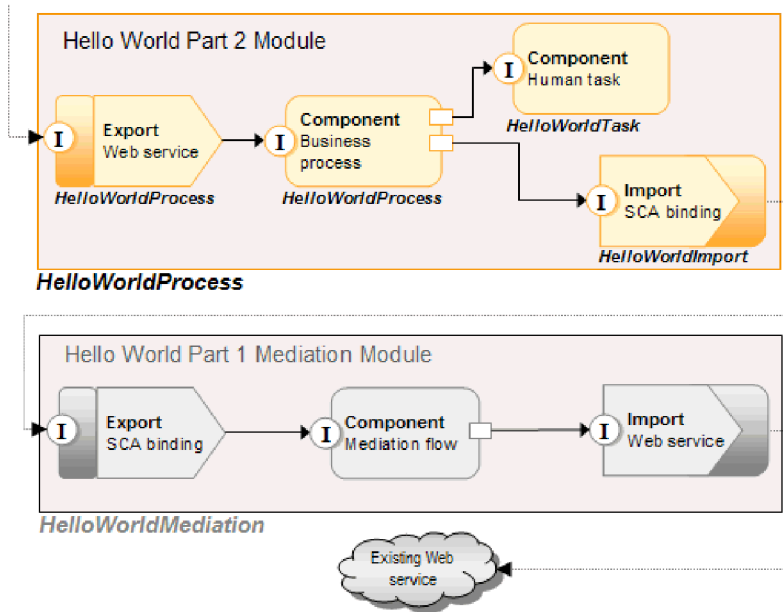 Hello World Part 2 Module
Component
I
Human task
HelloWorldTask
Export
I
Web service
HelloWorldProcess
Component
I
Business
process
HelloWorldProcess
Import
I
SCA binding
HelloWorldImport
HelloWorldProcess
Hello World Part 1 Mediation Module
Export
I
SCA binding
Component
I
Mediation flow
Import
I
Web service
HelloWorldMediation
Existing Web
service